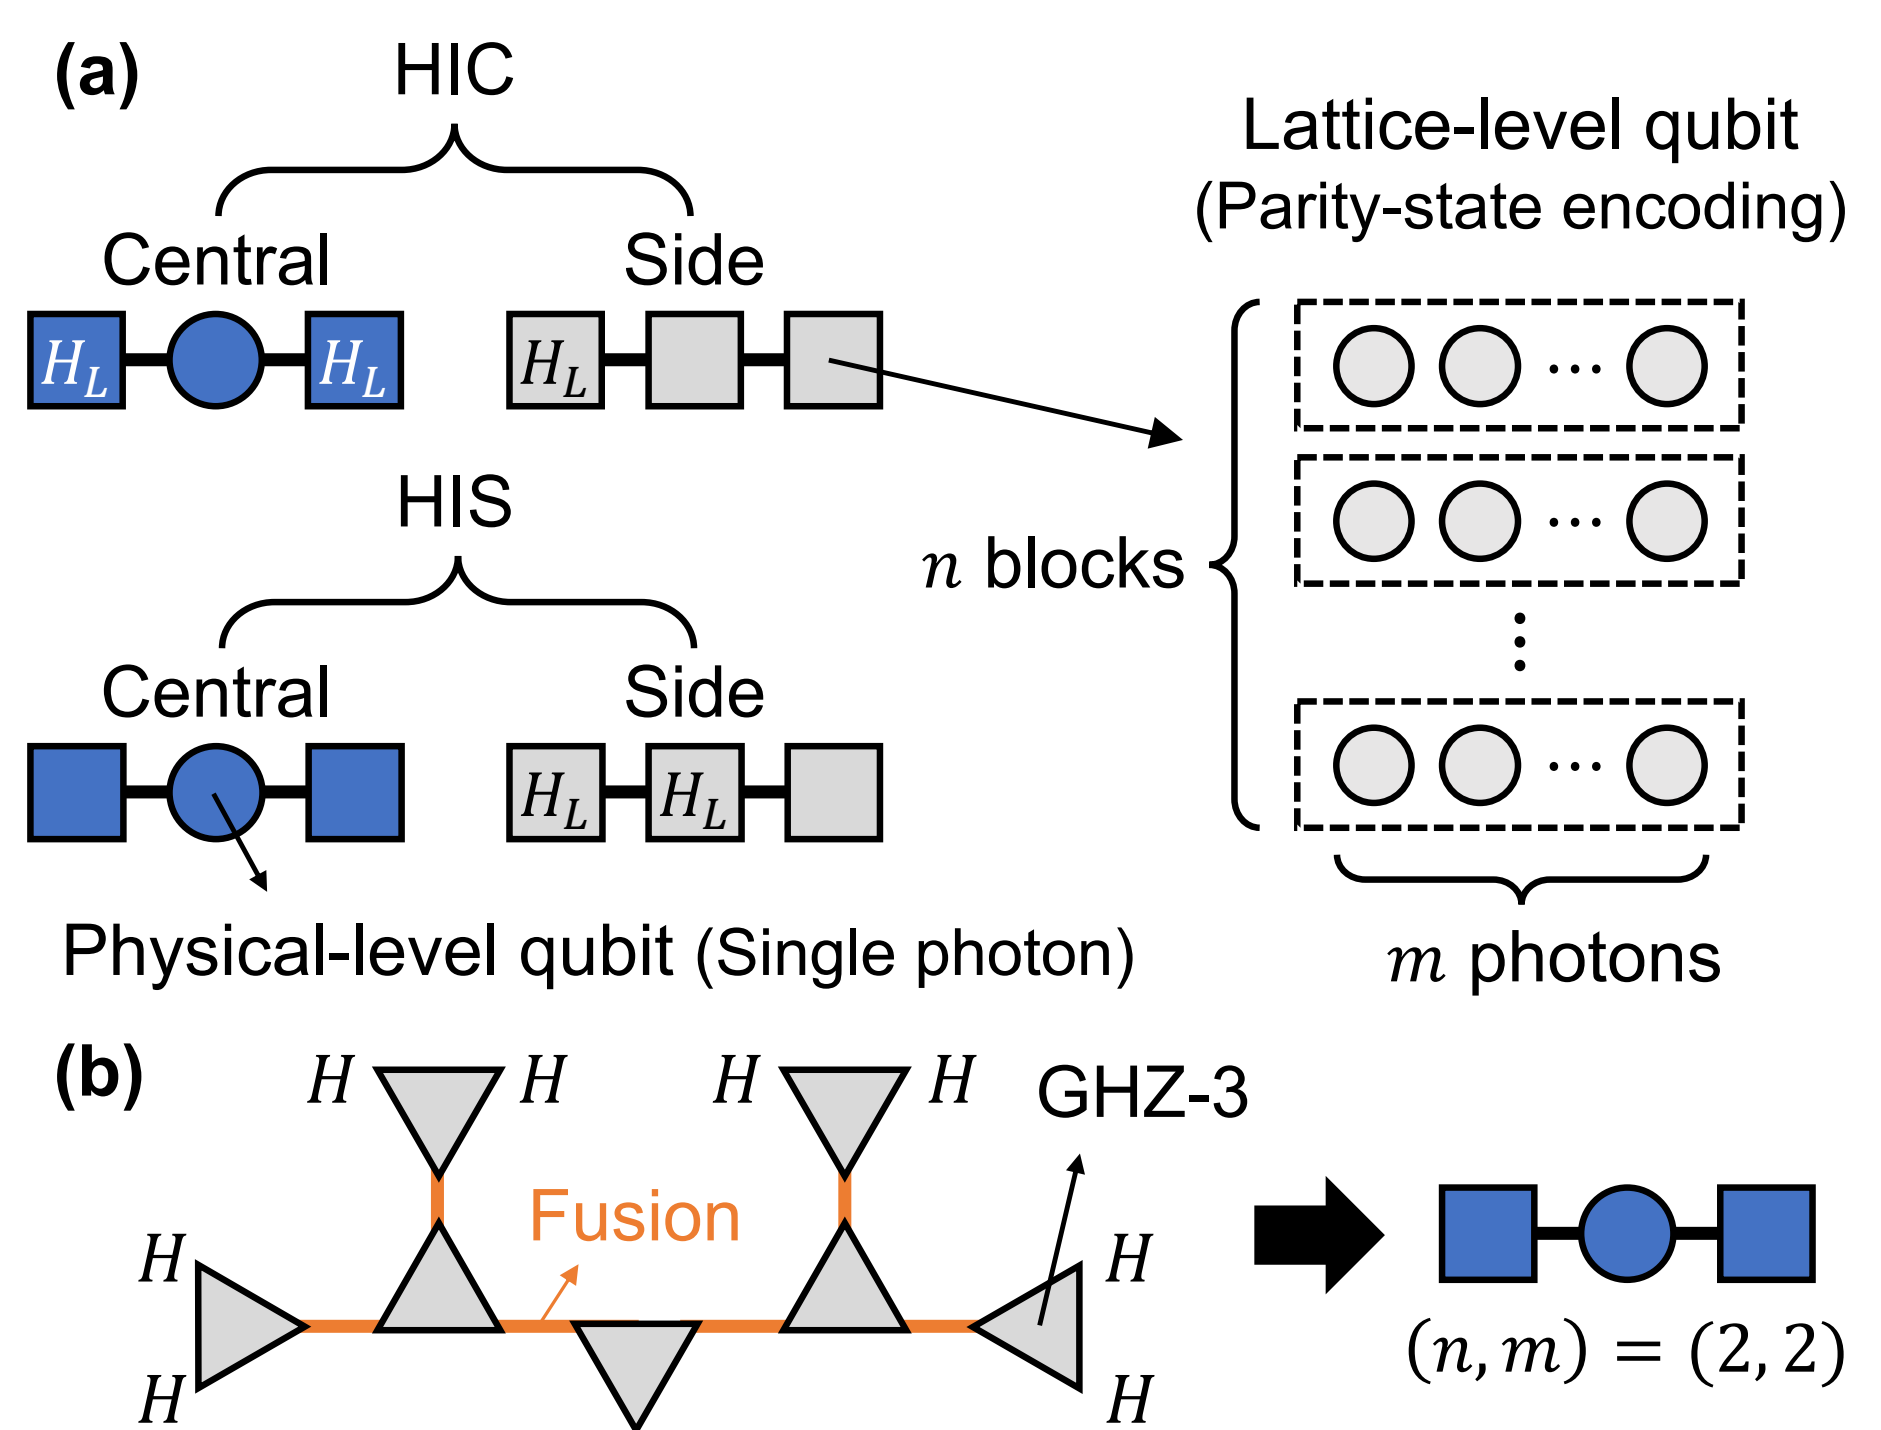 (a)
HIC
Central
Side
H_L
H_L
H_L
HIS
Central
Side
H_L
H_L
Physical-level qubit (Single photon)
Lattice-level qubit
(Parity-state encoding)
n blocks
...
...
⋮
...
m photons
(b)
H
H
H
H
GHZ-3
Fusion
H
H
H
H
(n, m) = (2, 2)